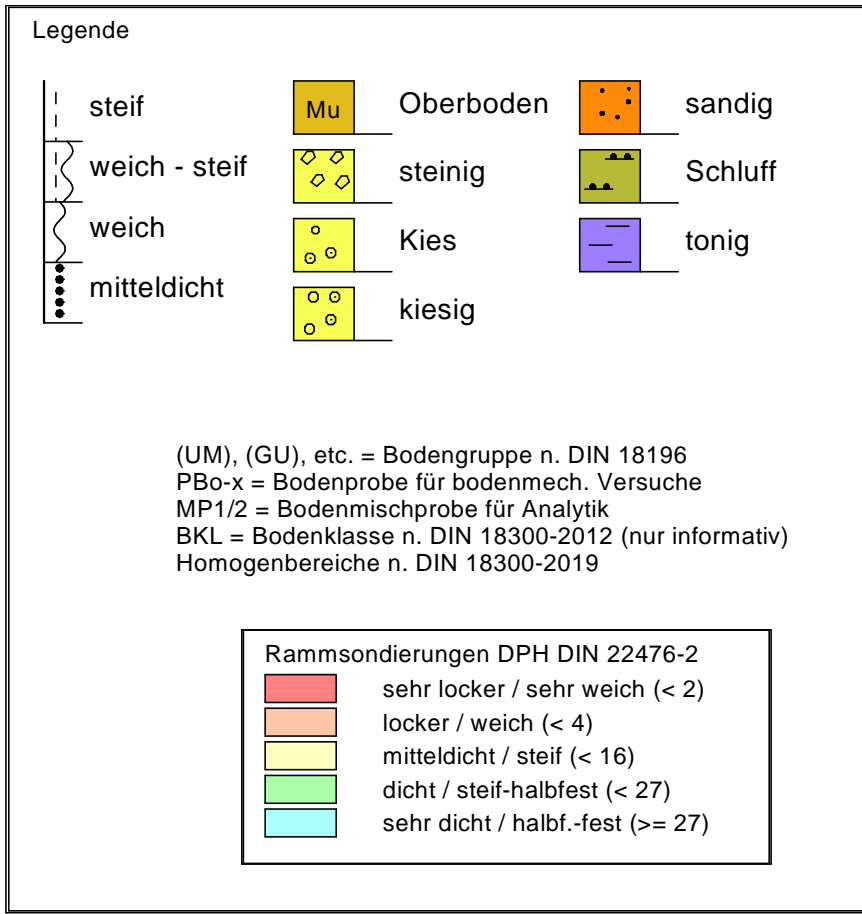 Legende
steif
weich - steif
weich
mitteldicht
Mu
Oberboden
steinig
Kies
kiesig
sandig
Schluff
tonig
(UM), (GU), etc. = Bodengruppe n. DIN 18196
PBo-x = Bodenprobe für bodenmech. Versuche
MP1/2 = Bodenmischprobe für Analytik
BKL = Bodenklasse n. DIN 18300-2012 (nur informativ)
Homogenbereiche n. DIN 18300-2019
Rammsondierungen DPH DIN 22476-2
sehr locker / sehr weich (< 2)
locker / weich (< 4)
mitteldicht / steif (< 16)
dicht / steif-halbfest (< 27)
sehr dicht / halbf.-fest (>= 27)